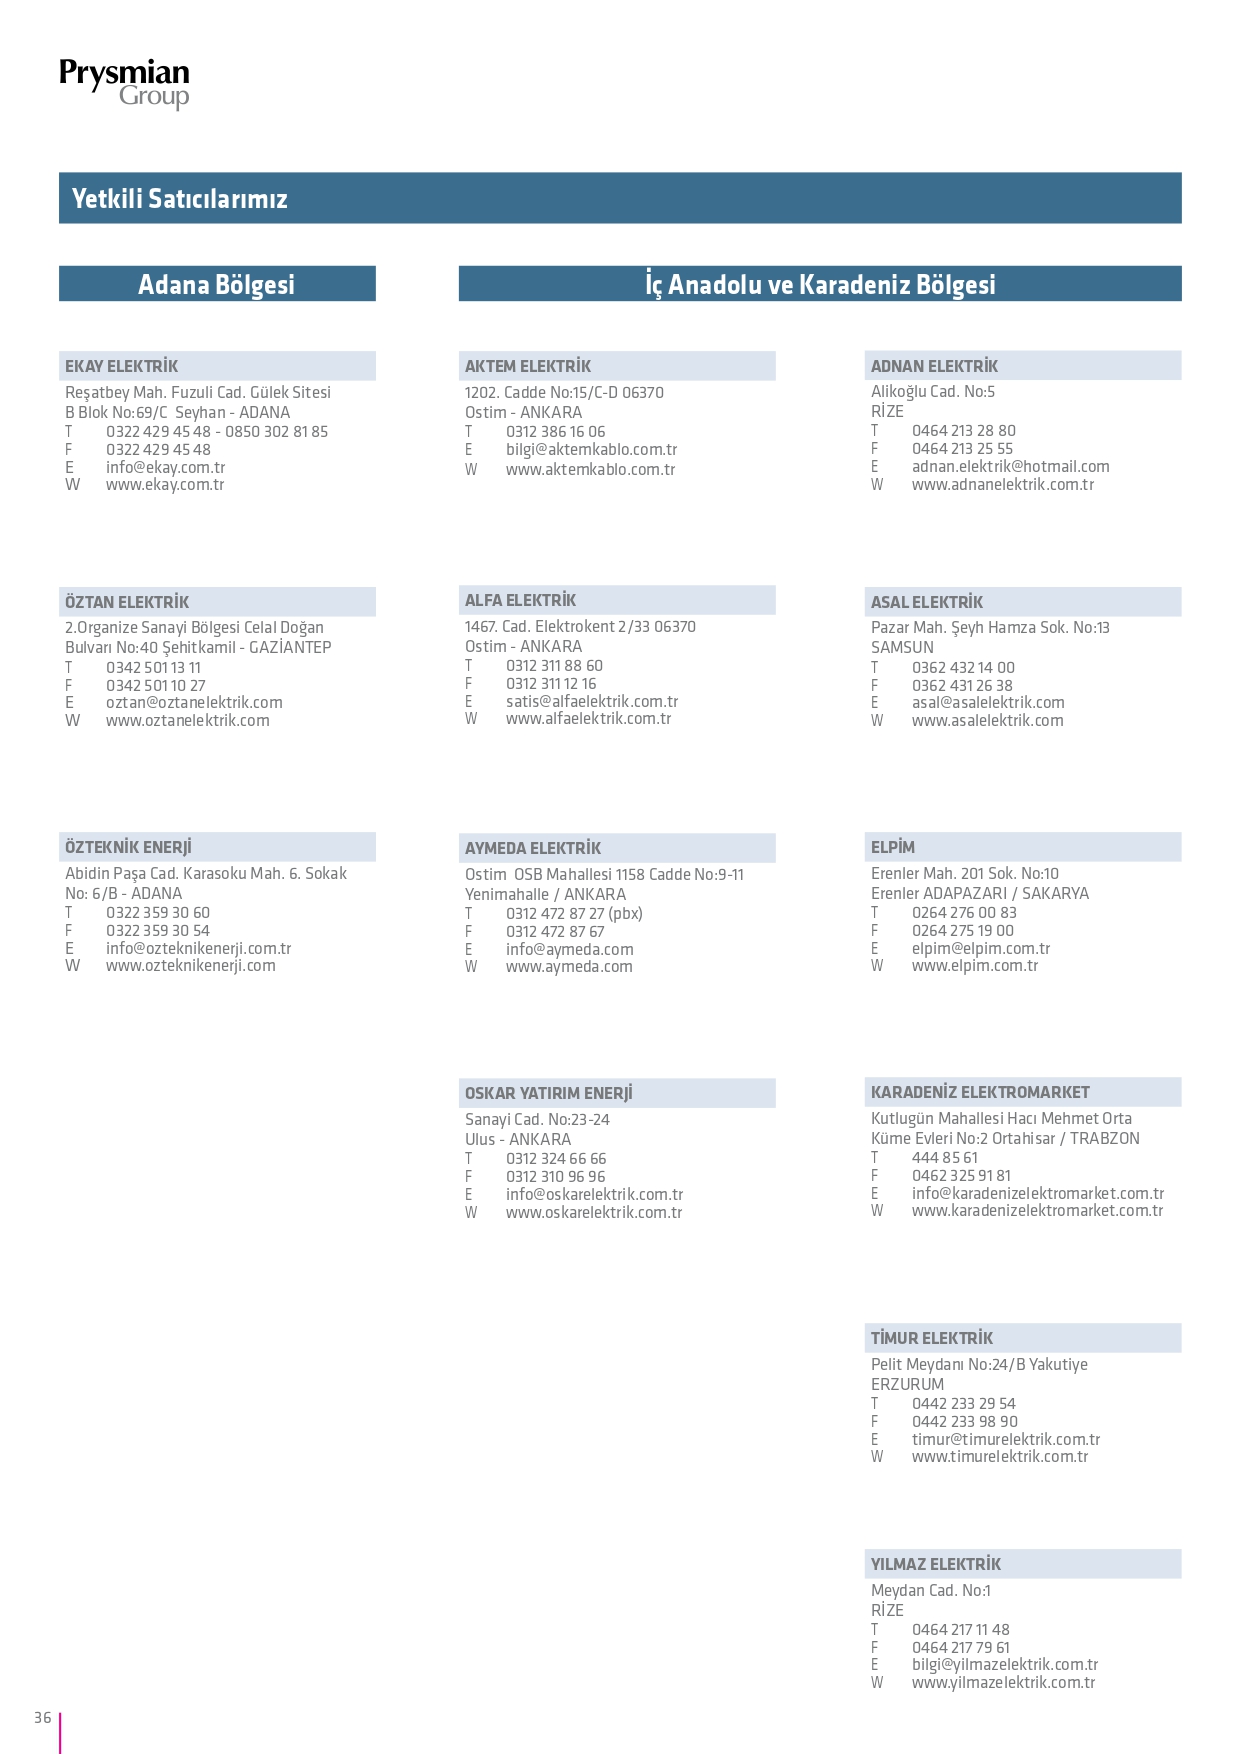 Prysmian
Group
Yetkili Satıcılarımız
Adana Bölgesi
EKAY ELEKTRİK
Reşatbey Mah. Fuzuli Cad. Gülek Sitesi
B Blok No:69/C Seyhan - ADANA
T 0322 429 45 48 - 0850 302 81 85
F 0322 429 45 48
E info@ekay.com.tr
W www.ekay.com.tr
ÖZTAN ELEKTRİK
2.Organize Sanayi Bölgesi Celal Doğan
Bulvarı No:40 Şehitkamil - GAZİANTEP
T 0342 501 13 11
F 0342 501 10 27
E oztan@oztanelektrik.com
W www.oztanelektrik.com
ÖZTEKNİK ENERJİ
Abidin Paşa Cad. Karasoku Mah. 6. Sokak
No: 6/B - ADANA
T 0322 359 30 60
F 0322 359 30 54
E info@ozteknikenerji.com.tr
W www.ozteknikenerji.com
İç Anadolu ve Karadeniz Bölgesi
AKTEM ELEKTRİK
1202. Cadde No:15/C-D 06370
Ostim - ANKARA
T 0312 386 16 06
E bilgi@aktemkablo.com.tr
W www.aktemkablo.com.tr
ALFA ELEKTRİK
1467. Cad. Elektrokent 2/33 06370
Ostim - ANKARA
T 0312 311 88 60
F 0312 311 12 16
E satis@alfaelektrik.com.tr
W www.alfaelektrik.com.tr
AYMEDA ELEKTRİK
Ostim OSB Mahallesi 1158 Cadde No:9-11
Yenimahalle / ANKARA
T 0312 472 87 27 (pbx)
F 0312 472 87 67
E info@aymeda.com
W www.aymeda.com
OSKAR YATIRIM ENERJİ
Sanayi Cad. No:23-24
Ulus - ANKARA
T 0312 324 66 66
F 0312 310 96 96
E info@oskarelektrik.com.tr
W www.oskarelektrik.com.tr
ADNAN ELEKTRİK
Alikoğlu Cad. No:5
RİZE
T 0464 213 28 80
F 0464 213 25 55
E adnan.elektrik@hotmail.com
W www.adnanelektrik.com.tr
ASAL ELEKTRİK
Pazar Mah. Şeyh Hamza Sok. No:13
SAMSUN
T 0362 432 14 00
F 0362 431 26 38
E asal@asalelektrik.com
W www.asalelektrik.com
ELPİM
Erenler Mah. 201 Sok. No:10
Erenler ADAPAZARI / SAKARYA
T 0264 276 00 83
F 0264 275 19 00
E elpim@elpim.com.tr
W www.elpim.com.tr
KARADENİZ ELEKTROMARKET
Kutlugün Mahallesi Hacı Mehmet Orta
Küme Evleri No:2 Ortahisar / TRABZON
T 444 85 61
F 0462 325 91 81
E info@karadenizelektromarket.com.tr
W www.karadenizelektromarket.com.tr
TİMUR ELEKTRİK
Pelit Meydanı No:24/B Yakutiye
ERZURUM
T 0442 233 29 54
F 0442 233 98 90
E timur@timurelektrik.com.tr
W www.timurelektrik.com.tr
YILMAZ ELEKTRİK
Meydan Cad. No:1
RİZE
T 0464 217 11 48
F 0464 217 79 61
E bilgi@yilmazelektrik.com.tr
W www.yilmazelektrik.com.tr
36